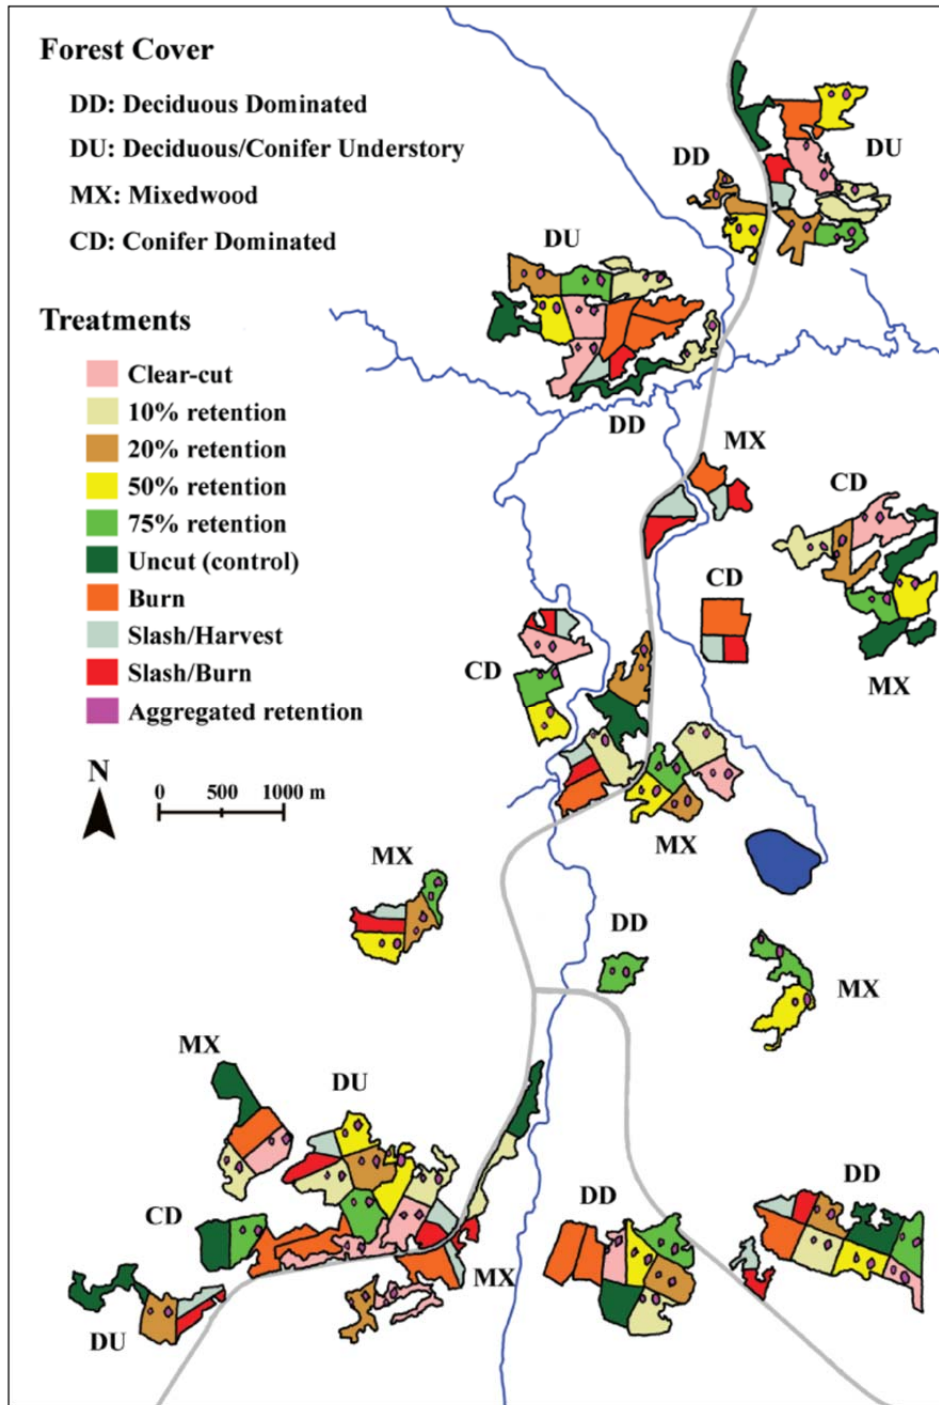 Forest Cover
DD: Deciduous Dominated
DU: Deciduous/Conifer Understory
MX: Mixedwood
CD: Conifer Dominated
Treatments
Clear-cut
10% retention
20% retention
50% retention
75% retention
Uncut (control)
Burn
Slash/Harvest
Slash/Burn
Aggregated retention
N
0 500 1000 m
DU
DD
DU
DD
MX
CD
CD
CD
MX
MX
MX
DD
MX
MX
DU
DD
DD
CD
MX
DU